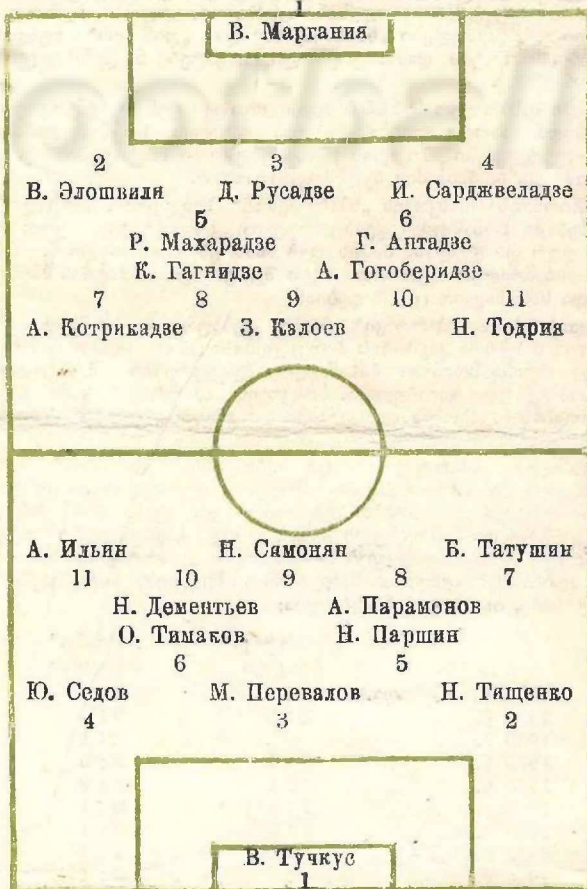 1
В. Маргания
2 3 4
В. Элошвили Д. Русадзе И. Сарджвеладзе
5 6
Р. Махарадзе Г. Антадзе
К. Гагнидзе А. Гогоберидзе
7 8 9 10 11
А. Котрикадзе З. Калоев Н. Тодрия
А. Ильин Н. Симонян Б. Татушин
11 10 9 8 7
Н. Дементьев А. Парамонов
О. Тимаков Н. Паршин
6 5
Ю. Седов М. Перевалов Н. Тищенко
4 3 2
В. Тучкус
1